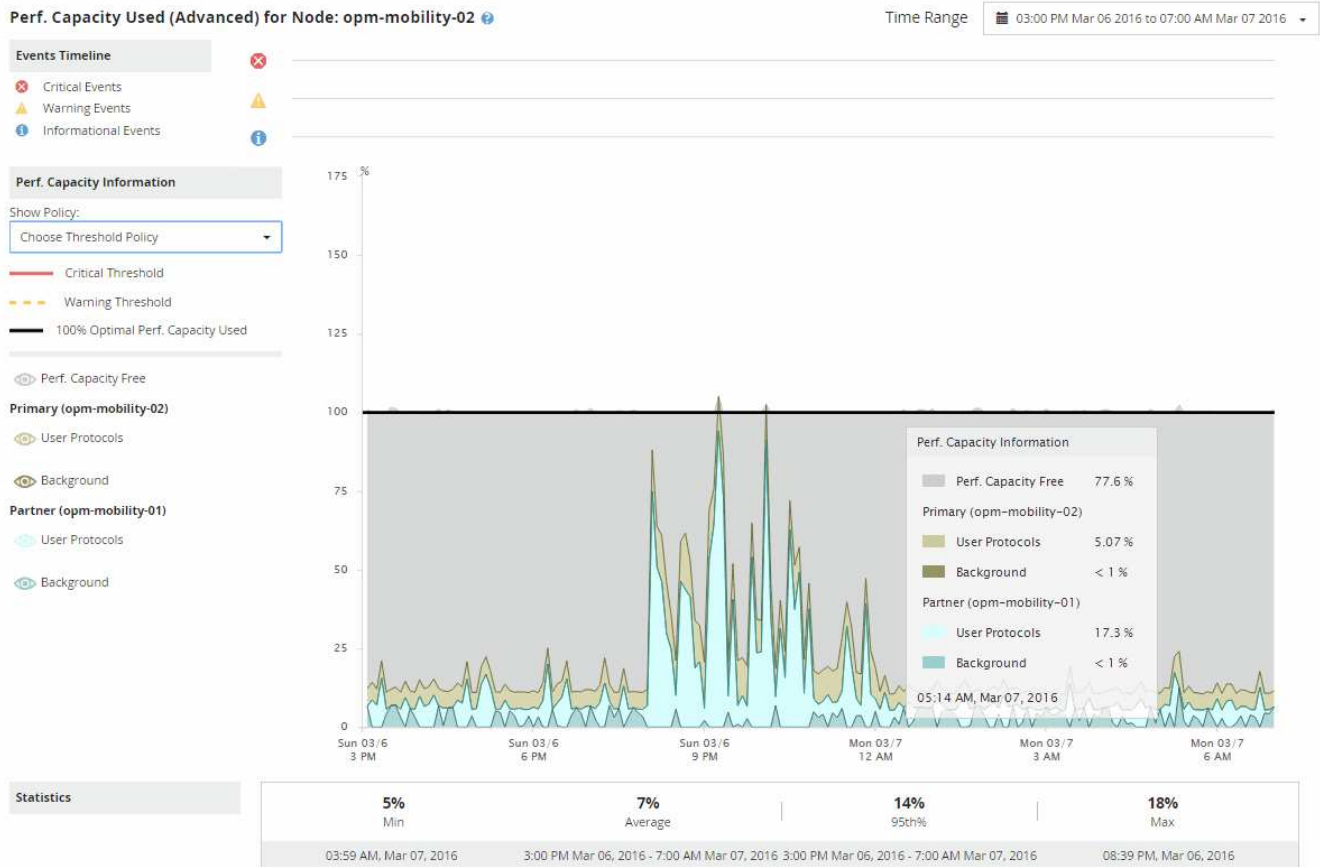 Perf. Capacity Used (Advanced) for Node: opm-mobility-02 ?
Time Range 03:00 PM Mar 06 2016 to 07:00 AM Mar 07 2016
Events Timeline
Critical Events
Warning Events
Informational Events
Perf. Capacity Information
Show Policy:
Choose Threshold Policy
Critical Threshold
Warning Threshold
100% Optimal Perf. Capacity Used
Perf. Capacity Free
Primary (opm-mobility-02)
User Protocols
Background
Partner (opm-mobility-01)
User Protocols
Background
%
175
150
125
100
75
50
25
0
Sun 03/6 Sun 03/6 Sun 03/6 Mon 03/7 Mon 03/7 Mon 03/7
3 PM 6 PM 9 PM 12 AM 3 AM 6 AM
Perf. Capacity Information
Perf. Capacity Free 77.6 %
Primary (opm-mobility-02)
User Protocols 5.07 %
Background < 1 %
Partner (opm-mobility-01)
User Protocols 17.3 %
Background < 1 %
05:14 AM, Mar 07, 2016
Statistics
5% 7% 14% 18%
Min Average 95th% Max
03:59 AM, Mar 07, 2016 3:00 PM Mar 06, 2016 - 7:00 AM Mar 07, 2016 3:00 PM Mar 06, 2016 - 7:00 AM Mar 07, 2016 08:39 PM, Mar 06, 2016